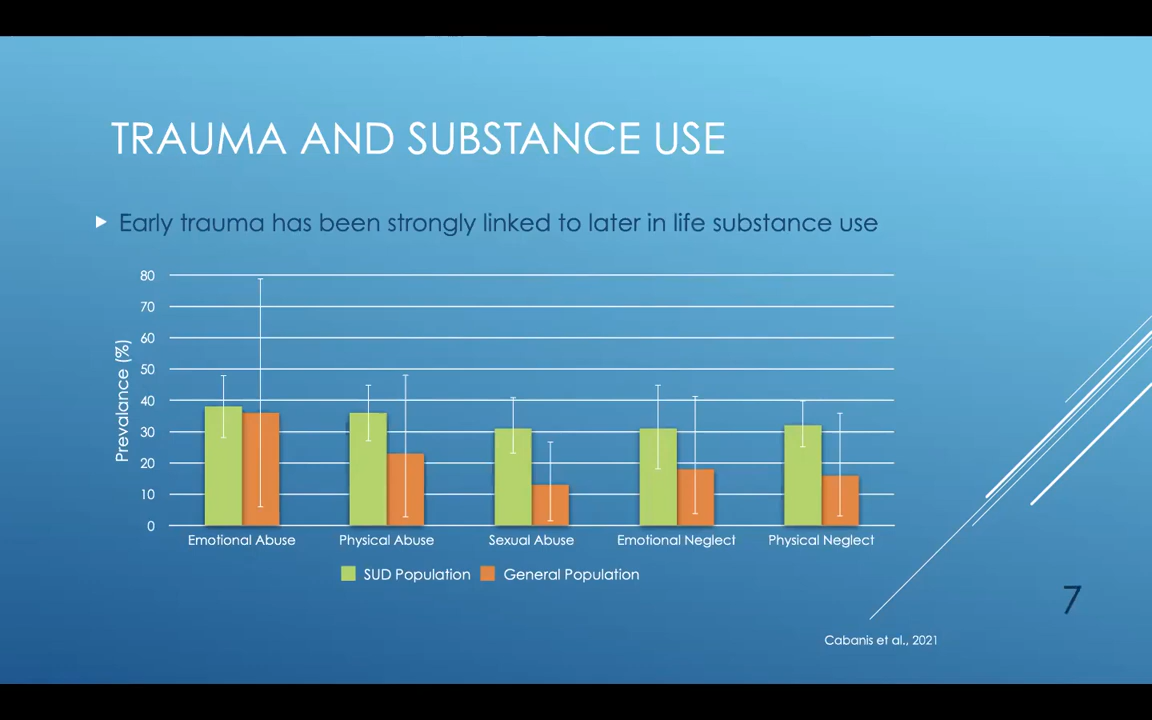 TRAUMA AND SUBSTANCE USE
Early trauma has been strongly linked to later in life substance use
Prevalance (%)
80
70
60
50
40
30
20
10
0
Emotional Abuse Physical Abuse Sexual Abuse Emotional Neglect Physical Neglect
SUD Population General Population
7
Cabanis et al., 2021